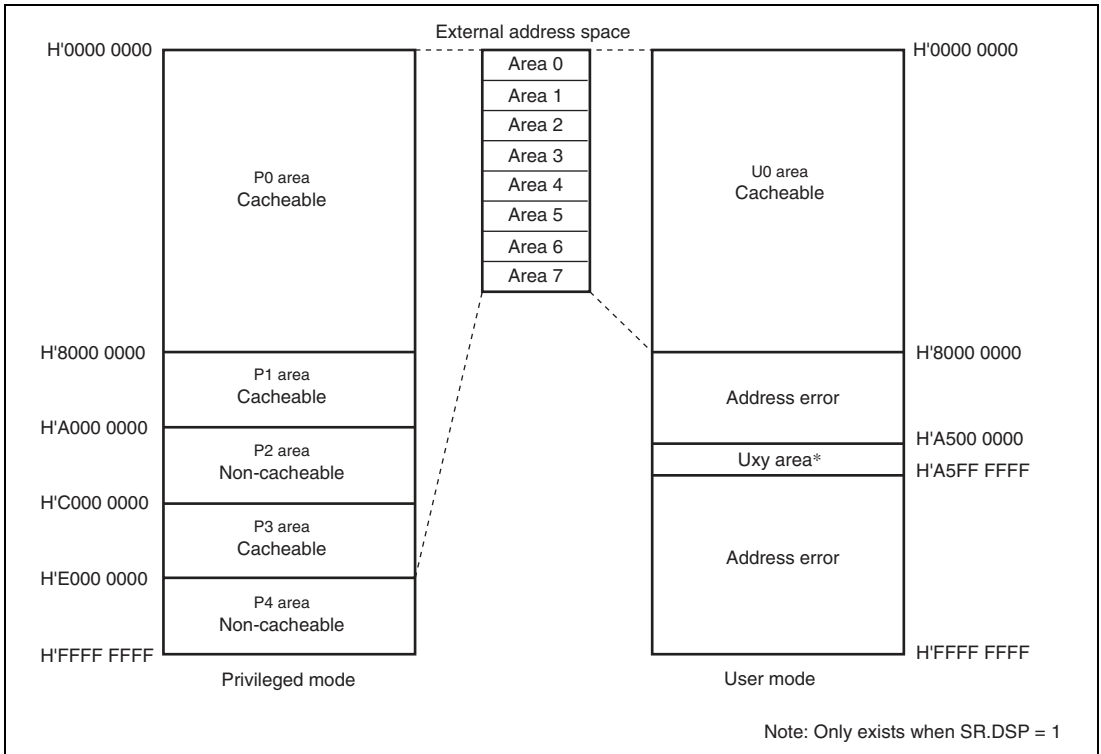 External address space
H'0000 0000
H'0000 0000
Area 0
Area 1
Area 2
Area 3
Area 4
Area 5
Area 6
Area 7
P0 area
Cacheable
U0 area
Cacheable
H'8000 0000
H'8000 0000
P1 area
Cacheable
Address error
H'A000 0000
H'A500 0000
P2 area
Non-cacheable
Uxy area*
H'A5FF FFFF
H'C000 0000
P3 area
Cacheable
Address error
H'E000 0000
P4 area
Non-cacheable
H'FFFF FFFF
H'FFFF FFFF
Privileged mode
User mode
Note: Only exists when SR.DSP = 1